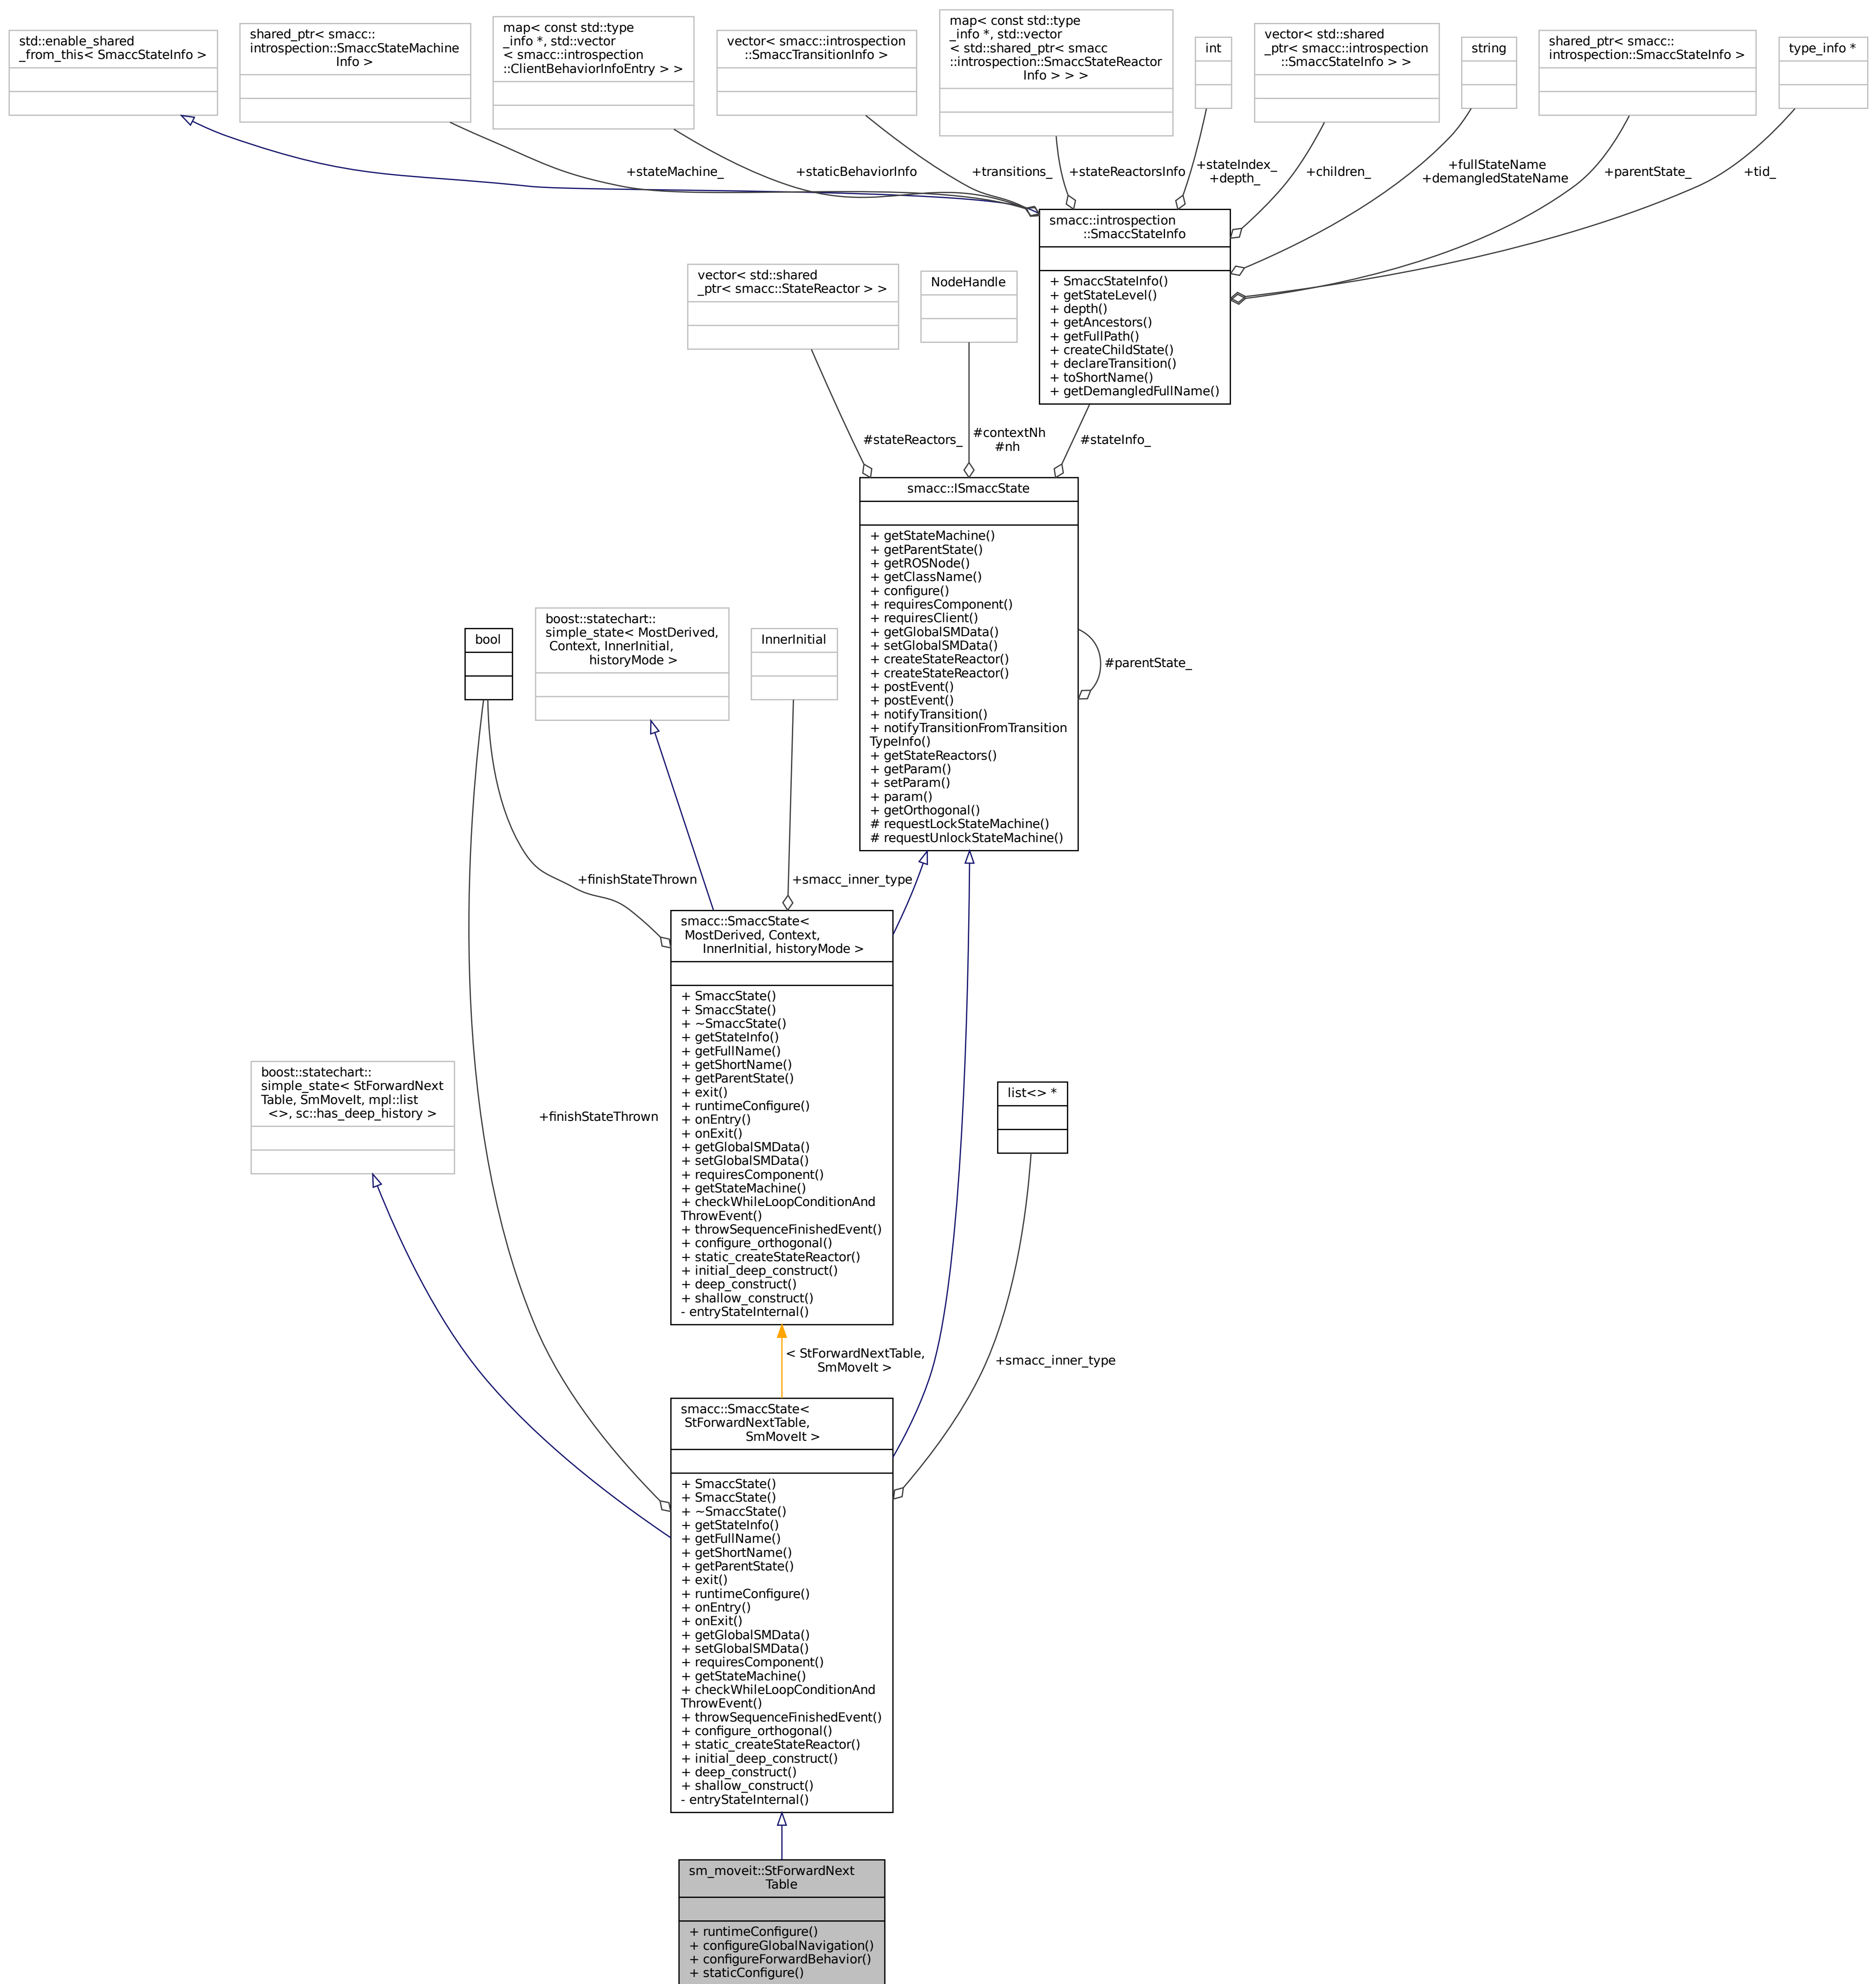 std::enable_shared
_from_this< SmaccStateInfo >
shared_ptr< smacc::
introspection::SmaccStateMachine
Info >
map< const std::type
_info *, std::vector
< smacc::introspection
::ClientBehaviorInfoEntry > >
vector< smacc::introspection
::SmaccTransitionInfo >
map< const std::type
_info *, std::vector
< std::shared_ptr< smacc
::introspection::SmaccStateReactor
Info > > >
int
vector< std::shared
_ptr< smacc::introspection
::SmaccStateInfo > >
string
shared_ptr< smacc::
introspection::SmaccStateInfo >
type_info *
+stateMachine_
+staticBehaviorInfo
+transitions_
+stateReactorsInfo
+stateIndex_
+depth_
+children_
+fullStateName
+demangledStateName
+parentState_
+tid_
smacc::introspection
::SmaccStateInfo
+ SmaccStateInfo()
+ getStateLevel()
+ depth()
+ getAncestors()
+ getFullPath()
+ createChildState()
+ declareTransition()
+ toShortName()
+ getDemangledFullName()
vector< std::shared
_ptr< smacc::StateReactor > >
NodeHandle
#stateReactors_
#contextNh
#nh
#stateInfo_
smacc::ISmaccState
+ getStateMachine()
+ getParentState()
+ getROSNode()
+ getClassName()
+ configure()
+ requiresComponent()
+ requiresClient()
+ getGlobalSMData()
+ setGlobalSMData()
+ createStateReactor()
+ createStateReactor()
+ postEvent()
+ postEvent()
+ notifyTransition()
+ notifyTransitionFromTransition
TypeInfo()
+ getStateReactors()
+ getParam()
+ setParam()
+ param()
+ getOrthogonal()
# requestLockStateMachine()
# requestUnlockStateMachine()
#parentState_
bool
boost::statechart::
simple_state< MostDerived,
Context, InnerInitial,
historyMode >
InnerInitial
+finishStateThrown
+smacc_inner_type
smacc::SmaccState<
MostDerived, Context,
InnerInitial, historyMode >
+ SmaccState()
+ SmaccState()
+ ~SmaccState()
+ getStateInfo()
+ getFullName()
+ getShortName()
+ getParentState()
+ exit()
+ runtimeConfigure()
+ onEntry()
+ onExit()
+ getGlobalSMData()
+ setGlobalSMData()
+ requiresComponent()
+ getStateMachine()
+ checkWhileLoopConditionAnd
ThrowEvent()
+ throwSequenceFinishedEvent()
+ configure_orthogonal()
+ static_createStateReactor()
+ initial_deep_construct()
+ deep_construct()
+ shallow_construct()
- entryStateInternal()
boost::statechart::
simple_state< StForwardNext
Table, SmMoveIt, mpl::list
<>, sc::has_deep_history >
+finishStateThrown
list<> *
< StForwardNextTable,
SmMoveIt >
+smacc_inner_type
smacc::SmaccState<
StForwardNextTable,
SmMoveIt >
+ SmaccState()
+ SmaccState()
+ ~SmaccState()
+ getStateInfo()
+ getFullName()
+ getShortName()
+ getParentState()
+ exit()
+ runtimeConfigure()
+ onEntry()
+ onExit()
+ getGlobalSMData()
+ setGlobalSMData()
+ requiresComponent()
+ getStateMachine()
+ checkWhileLoopConditionAnd
ThrowEvent()
+ throwSequenceFinishedEvent()
+ configure_orthogonal()
+ static_createStateReactor()
+ initial_deep_construct()
+ deep_construct()
+ shallow_construct()
- entryStateInternal()
sm_moveit::StForwardNext
Table
+ runtimeConfigure()
+ configureGlobalNavigation()
+ configureForwardBehavior()
+ staticConfigure()